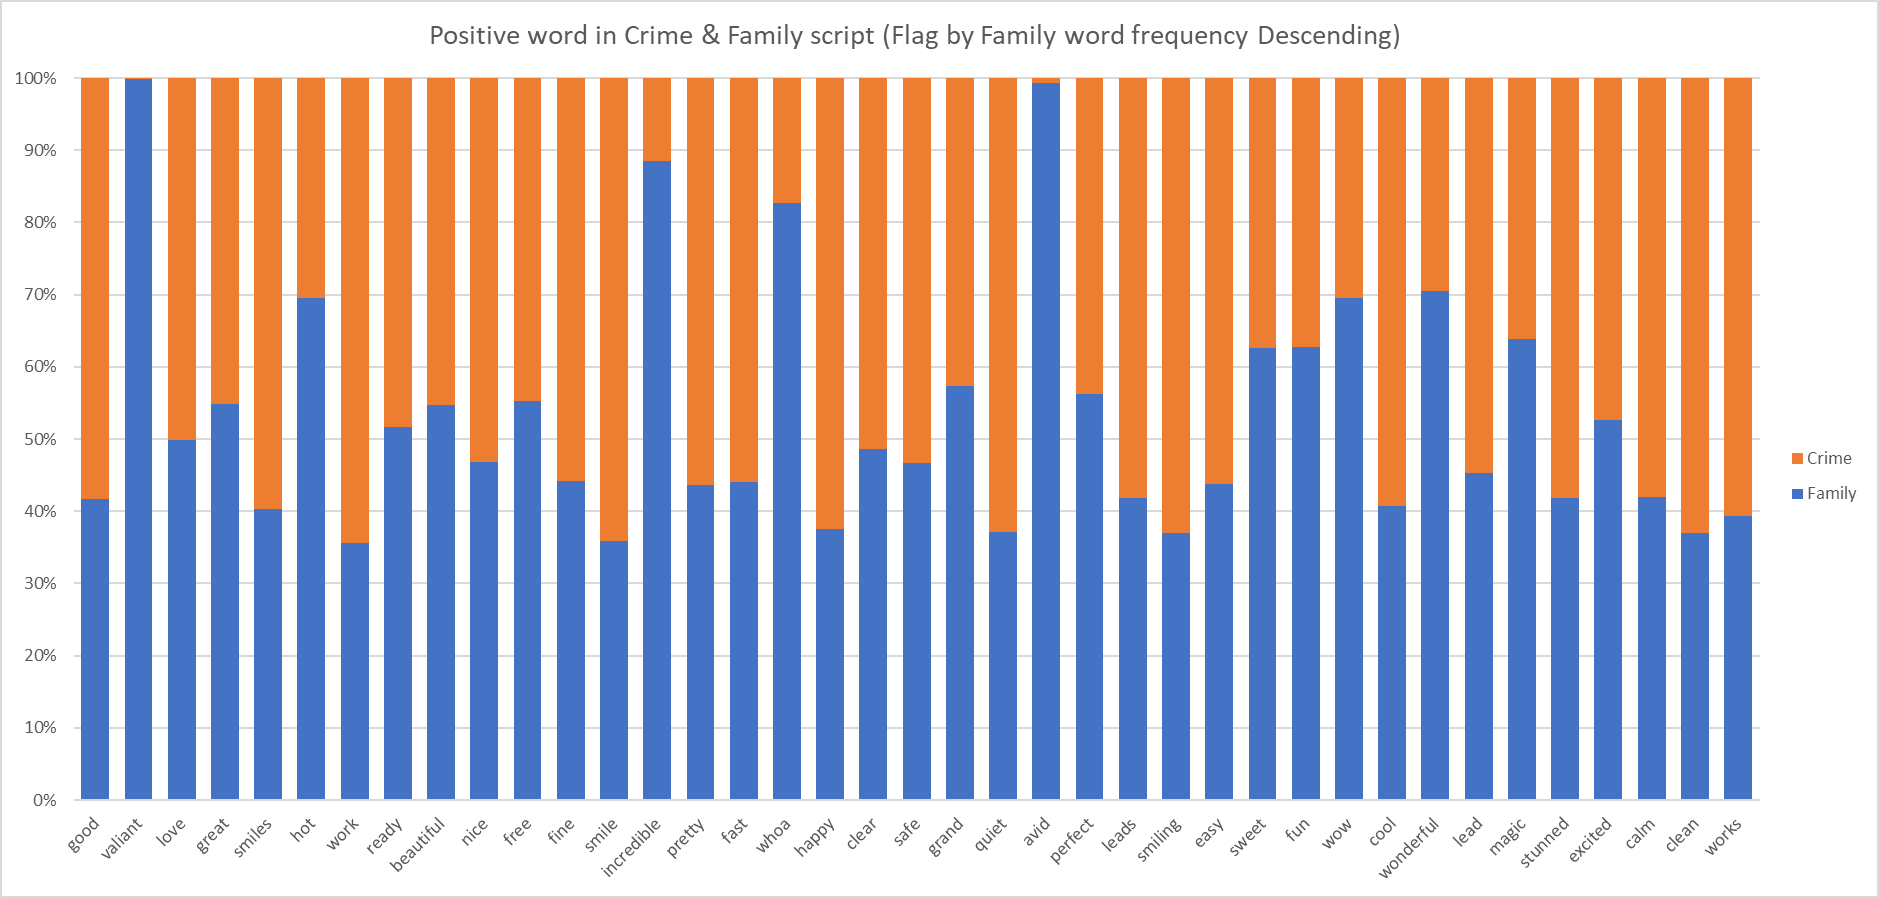 Positive word in Crime & Family script (Flag by Family word frequency Descending)
100%
90%
80%
70%
60%
50%
40%
30%
20%
10%
0%
good
valiant
love
great
smiles
hot
work
ready
beautiful
nice
free
fine
smile
incredible
pretty
fast
whoa
happy
clear
safe
grand
quiet
avid
perfect
leads
smiling
easy
sweet
fun
wow
cool
wonderful
lead
magic
stunned
excited
calm
clean
works
Crime
Family